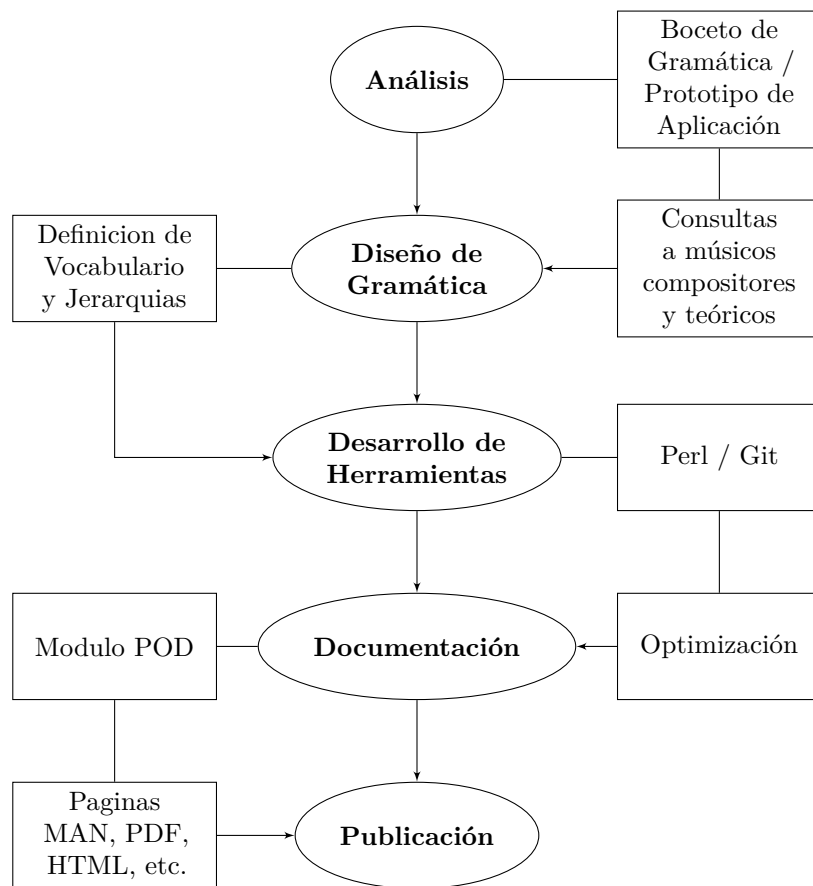 Análisis
Boceto de
Gramática /
Prototipo de
Aplicación
Definicion de
Vocabulario
y Jerarquias
Diseño de
Gramática
Consultas
a músicos
compositores
y teóricos
Desarrollo de
Herramientas
Perl / Git
Modulo POD
Documentación
Optimización
Paginas
MAN, PDF,
HTML, etc.
Publicación